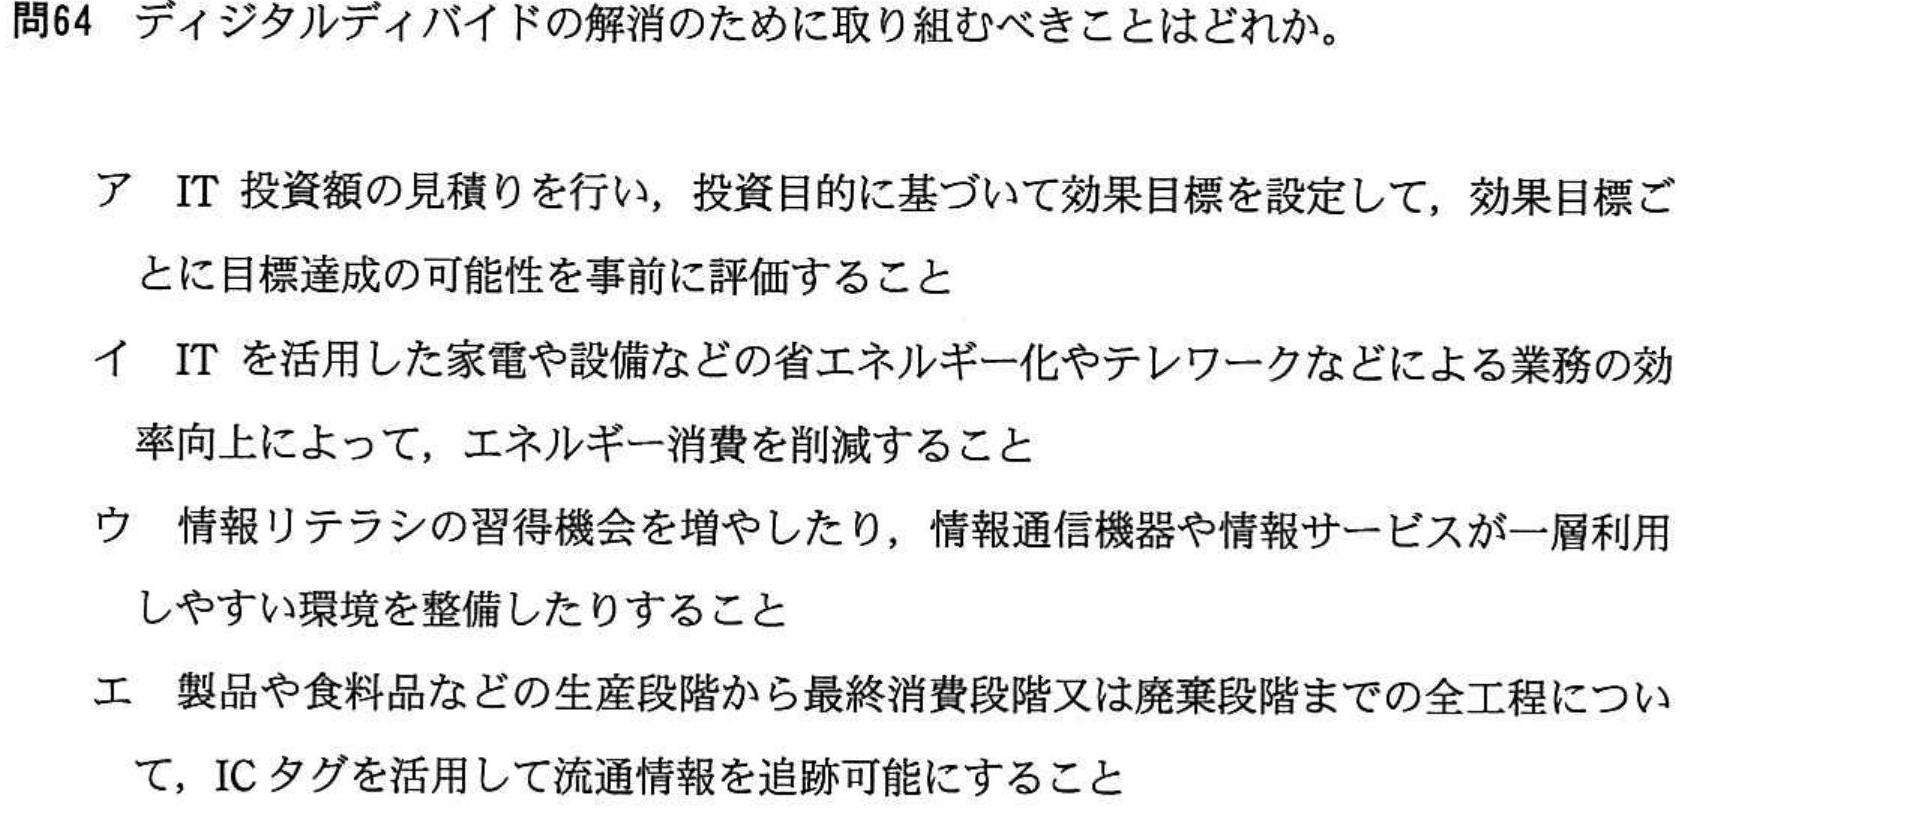 問64 ディジタルディバイドの解消のために取り組むべきことはどれか。
ア IT 投資額の見積りを行い，投資目的に基づいて効果目標を設定して，効果目標ご
とに目標達成の可能性を事前に評価すること
イ IT を活用した家電や設備などの省エネルギー化やテレワークなどによる業務の効
率向上によって，エネルギー消費を削減すること
ウ 情報リテラシの習得機会を増やしたり，情報通信機器や情報サービスが一層利用
しやすい環境を整備したりすること
エ 製品や食料品などの生産段階から最終消費段階又は廃棄段階までの全工程につい
て，ICタグを活用して流通情報を追跡可能にすること